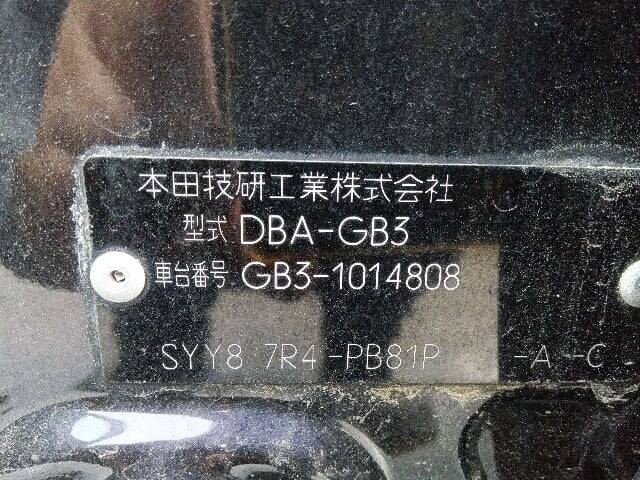 本田技研工業株式会社
型式 DBA-GB3
車台番号 GB3-1014808
SYY8 7R4-PB81P -A -C